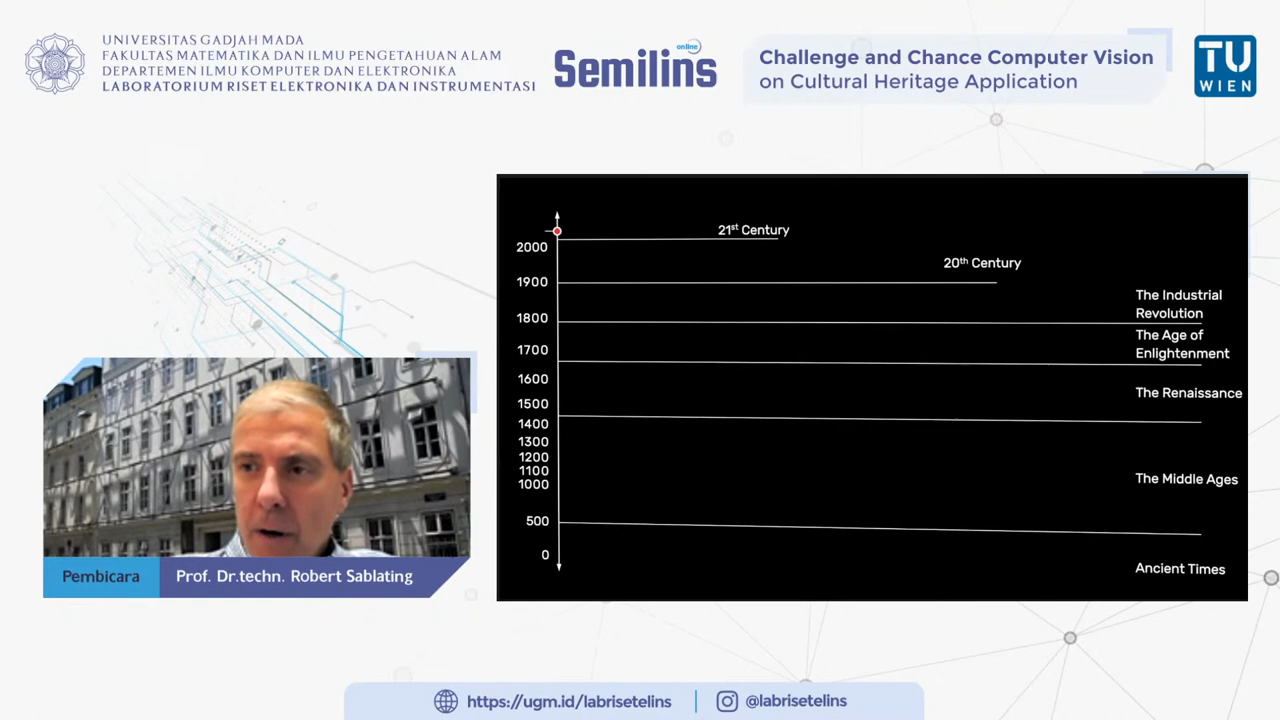 UNIVERSITAS GADJAH MADA
FAKULTAS MATEMATIKA DAN ILMU PENGETAHUAN ALAM
DEPARTEMEN ILMU KOMPUTER DAN ELEKTRONIKA
LABORATORIUM RISET ELEKTRONIKA DAN INSTRUMENTASI
online
Semilins
Challenge and Chance Computer Vision
on Cultural Heritage Application
TU
WIEN
21st Century
2000
20th Century
1900
The Industrial
Revolution
1800
The Age of
Enlightenment
1700
1600
The Renaissance
1500
1400
1300
1200
1100
1000
The Middle Ages
500
0
Ancient Times
Pembicara
Prof. Dr.techn. Robert Sablating
https://ugm.id/labrisetelins
@labrisetelins